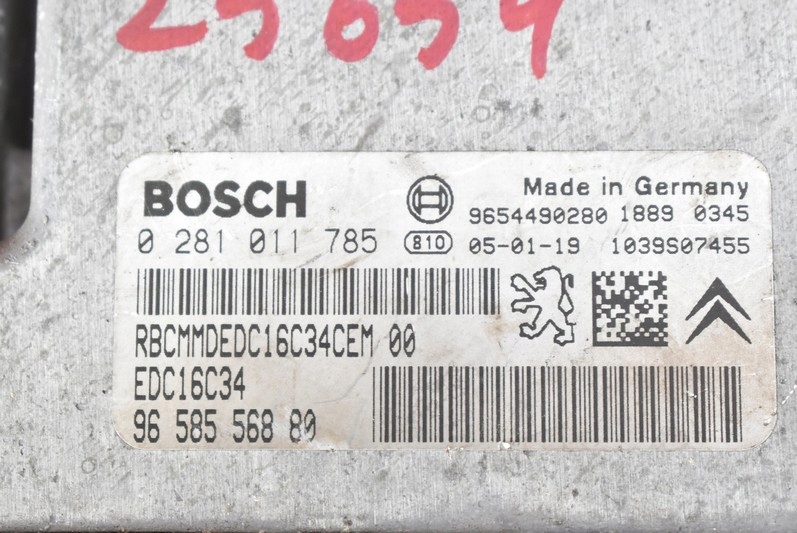 25659
BOSCH
Made in Germany
9654490280 1889 0345
0 281 011 785 810 05-01-19 1039S07455
RBCMMDEDC16C34CEM 00
EDC16C34
96 585 568 80